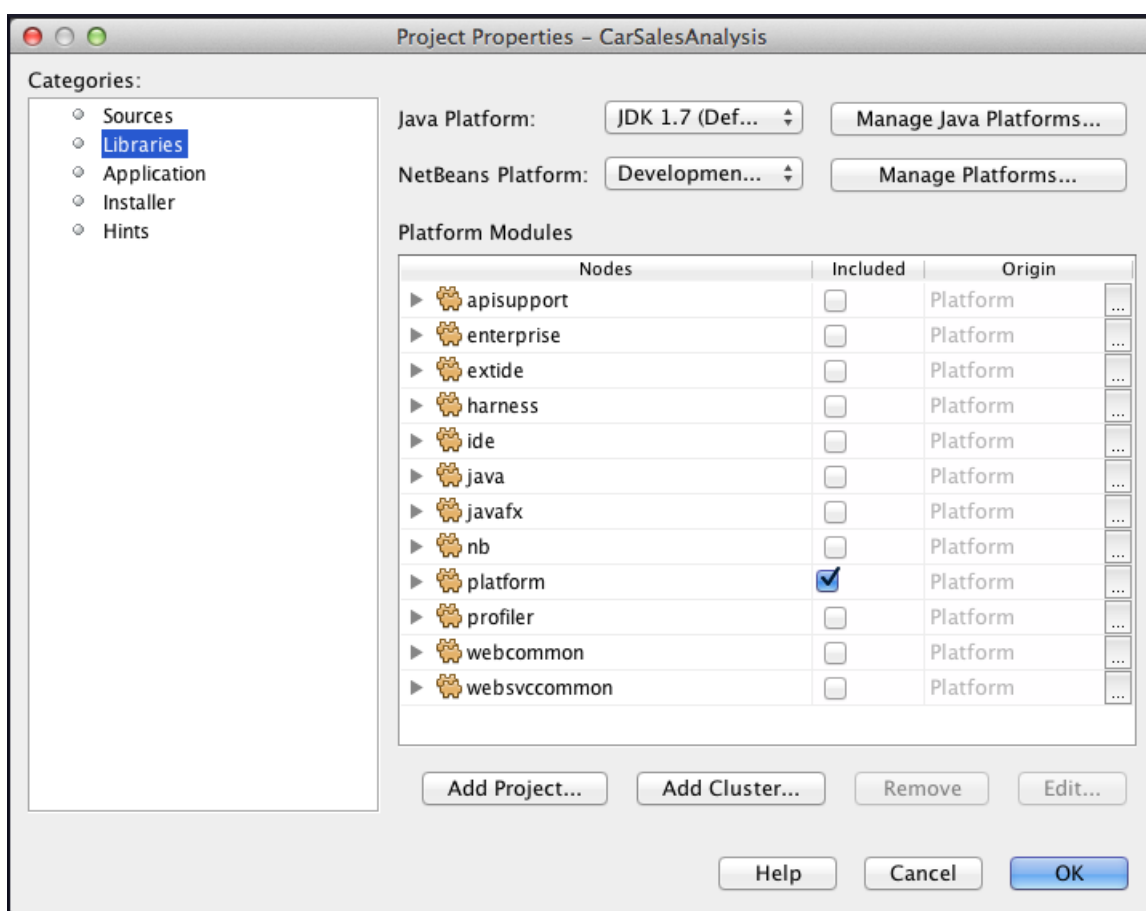 Project Properties – CarSalesAnalysis
Categories:
Sources
Libraries
Application
Installer
Hints
Java Platform: JDK 1.7 (Def... Manage Java Platforms...
NetBeans Platform: Developmen... Manage Platforms...
Platform Modules
Nodes Included Origin
apisupport Platform ...
enterprise Platform ...
extide Platform ...
harness Platform ...
ide Platform ...
java Platform ...
javafx Platform ...
nb Platform ...
platform Platform ...
profiler Platform ...
webcommon Platform ...
websvccommon Platform ...
Add Project... Add Cluster... Remove Edit...
Help Cancel OK